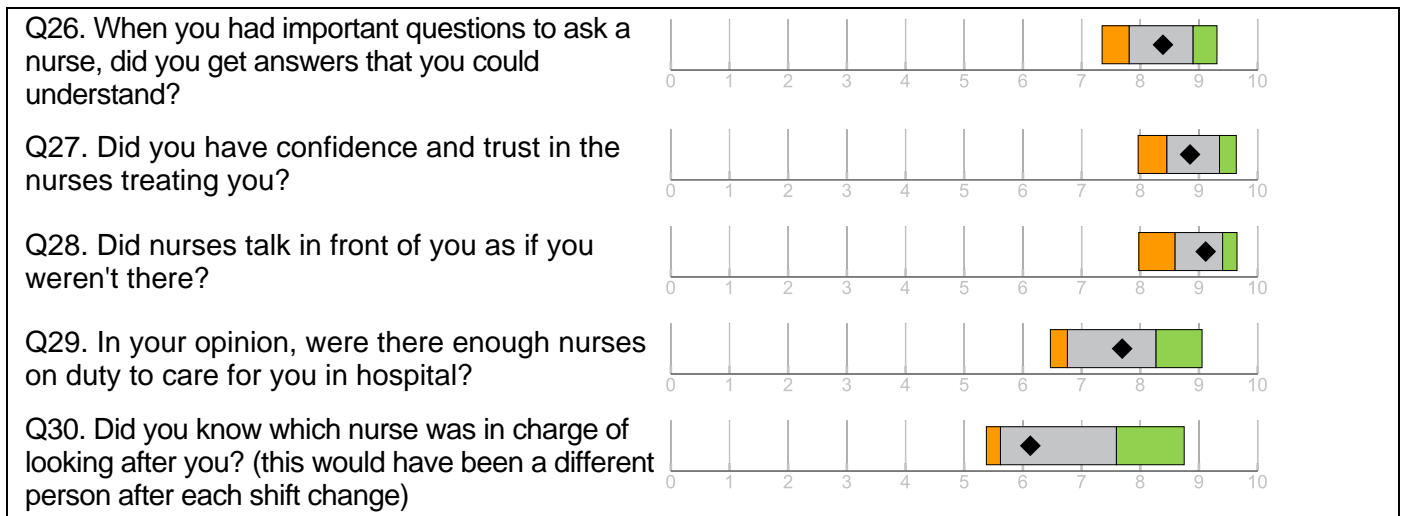 Q26. When you had important questions to ask a
nurse, did you get answers that you could
understand?
0 1 2 3 4 5 6 7 8 9 10
Q27. Did you have confidence and trust in the
nurses treating you?
0 1 2 3 4 5 6 7 8 9 10
Q28. Did nurses talk in front of you as if you
weren't there?
0 1 2 3 4 5 6 7 8 9 10
Q29. In your opinion, were there enough nurses
on duty to care for you in hospital?
0 1 2 3 4 5 6 7 8 9 10
Q30. Did you know which nurse was in charge of
looking after you? (this would have been a different
person after each shift change)
0 1 2 3 4 5 6 7 8 9 10